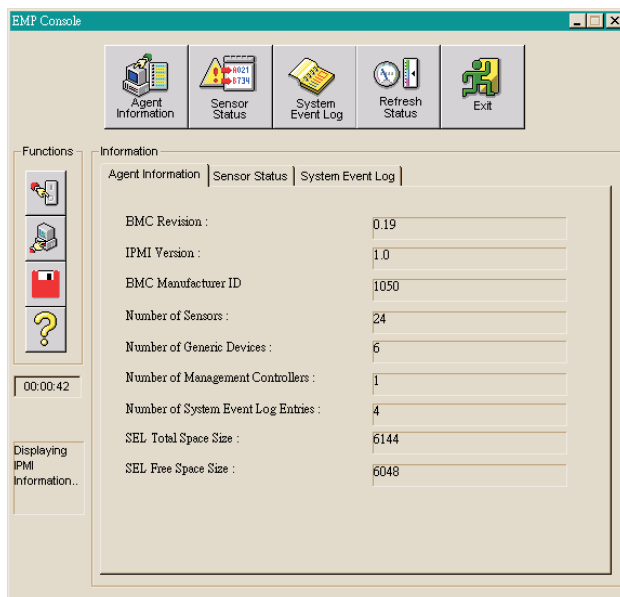 EMP Console
A021
B734
Agent
Information
Sensor
Status
System
Event Log
Refresh
Status
Exit
Functions
Information
Agent Information
Sensor Status
System Event Log
BMC Revision :
0.19
IPMI Version :
1.0
BMC Manufacturer ID
1050
Number of Sensors :
24
Number of Generic Devices :
6
Number of Management Controllers :
1
Number of System Event Log Entries :
4
SEL Total Space Size :
6144
SEL Free Space Size :
6048
00:00:42
Displaying
IPMI
Information..